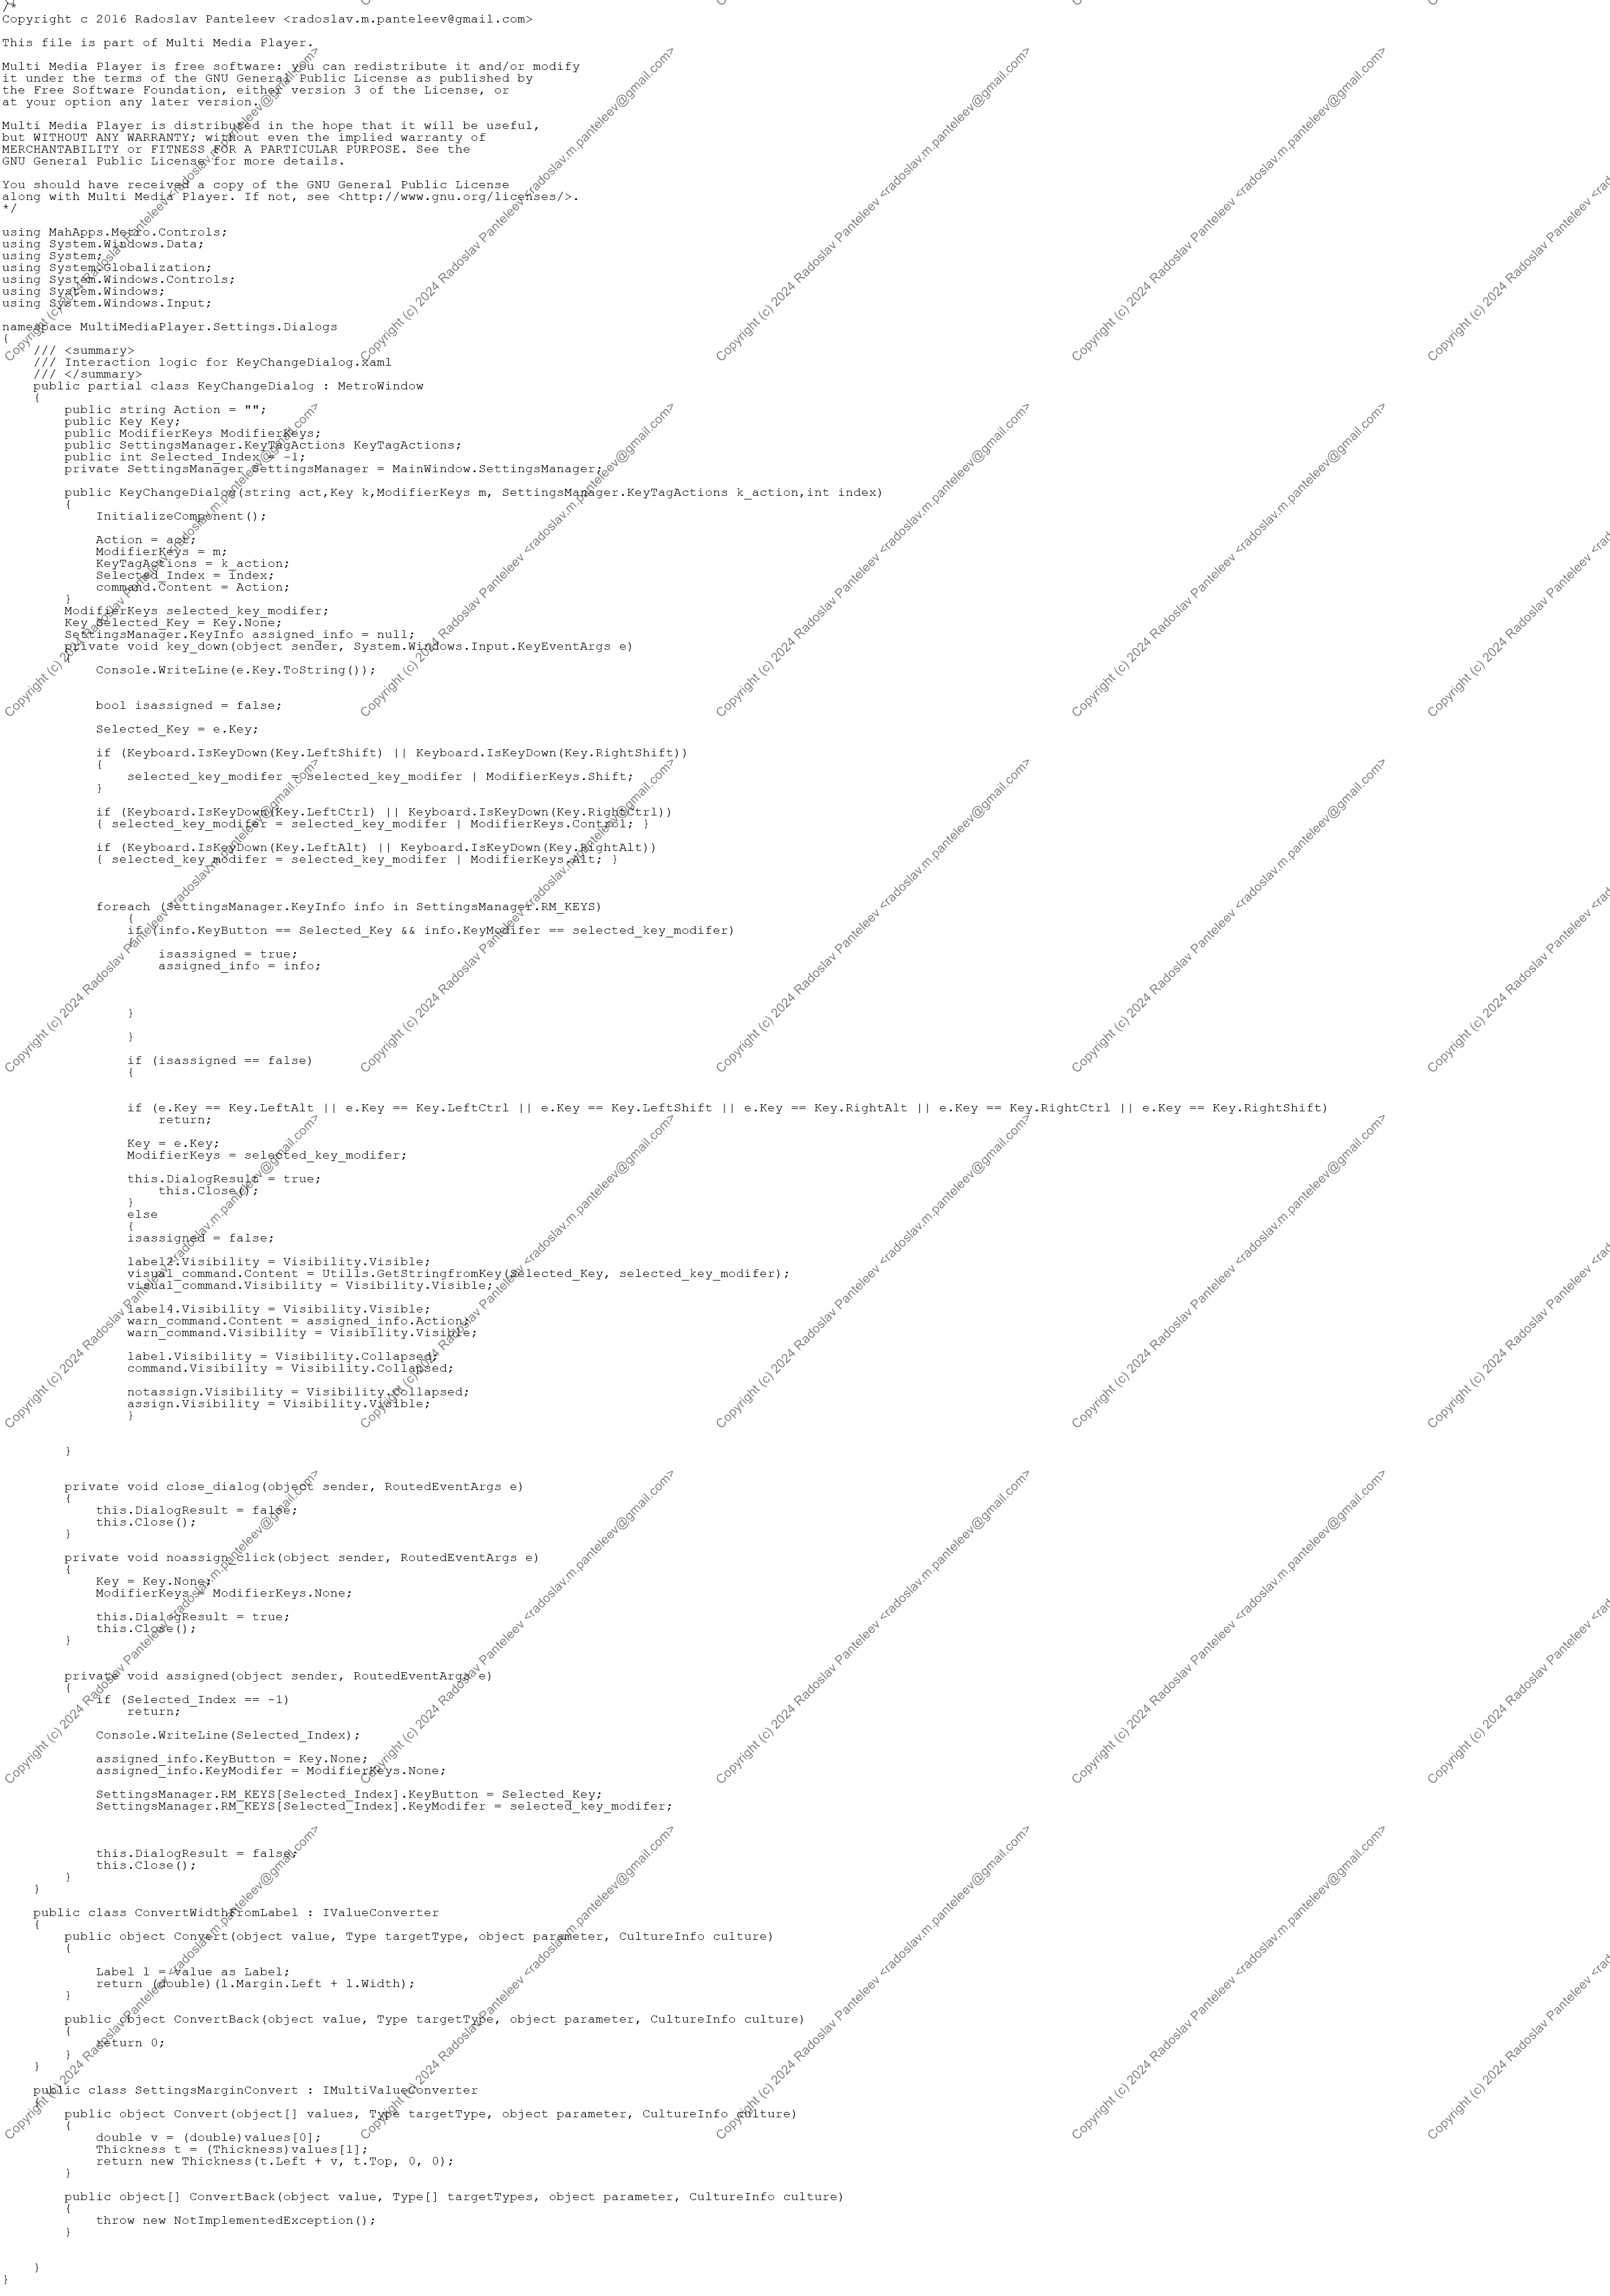 /*
Copyright c 2016 Radoslav Panteleev <radoslav.m.panteleev@gmail.com>

This file is part of Multi Media Player.

Multi Media Player is free software: you can redistribute it and/or modify
it under the terms of the GNU General Public License as published by
the Free Software Foundation, either version 3 of the License, or
at your option any later version.

Multi Media Player is distributed in the hope that it will be useful,
but WITHOUT ANY WARRANTY; without even the implied warranty of
MERCHANTABILITY or FITNESS FOR A PARTICULAR PURPOSE. See the
GNU General Public License for more details.

You should have received a copy of the GNU General Public License
along with Multi Media Player. If not, see <http://www.gnu.org/licenses/>.
*/

using MahApps.Metro.Controls;
using System.Windows.Data;
using System;
using System.Globalization;
using System.Windows.Controls;
using System.Windows;
using System.Windows.Input;

namespace MultiMediaPlayer.Settings.Dialogs
{
    /// <summary>
    /// Interaction logic for KeyChangeDialog.xaml
    /// </summary>
    public partial class KeyChangeDialog : MetroWindow
    {
        public string Action = "";
        public Key Key;
        public ModifierKeys ModifierKeys;
        public SettingsManager.KeyTagActions KeyTagActions;
        public int Selected_Index = -1;
        private SettingsManager SettingsManager = MainWindow.SettingsManager;

        public KeyChangeDialog(string act,Key k,ModifierKeys m, SettingsManager.KeyTagActions k_action,int index)
        {
            InitializeComponent();

            Action = act;
            ModifierKeys = m;
            KeyTagActions = k_action;
            Selected_Index = index;
            command.Content = Action;
        }
        ModifierKeys selected_key_modifer;
        Key Selected_Key = Key.None;
        SettingsManager.KeyInfo assigned_info = null;
        private void key_down(object sender, System.Windows.Input.KeyEventArgs e)
        {
            Console.WriteLine(e.Key.ToString());


            bool isassigned = false;

            Selected_Key = e.Key;

            if (Keyboard.IsKeyDown(Key.LeftShift) || Keyboard.IsKeyDown(Key.RightShift))
            {
                selected_key_modifer = selected_key_modifer | ModifierKeys.Shift;
            }

            if (Keyboard.IsKeyDown(Key.LeftCtrl) || Keyboard.IsKeyDown(Key.RightCtrl))
            { selected_key_modifer = selected_key_modifer | ModifierKeys.Control; }

            if (Keyboard.IsKeyDown(Key.LeftAlt) || Keyboard.IsKeyDown(Key.RightAlt))
            { selected_key_modifer = selected_key_modifer | ModifierKeys.Alt; }



            foreach (SettingsManager.KeyInfo info in SettingsManager.RM_KEYS)
                {
                if (info.KeyButton == Selected_Key && info.KeyModifer == selected_key_modifer)
                {
                    isassigned = true;
                    assigned_info = info;



                }

                }

                if (isassigned == false)
                {


                if (e.Key == Key.LeftAlt || e.Key == Key.LeftCtrl || e.Key == Key.LeftShift || e.Key == Key.RightAlt || e.Key == Key.RightCtrl || e.Key == Key.RightShift)
                    return;

                Key = e.Key;
                ModifierKeys = selected_key_modifer;

                this.DialogResult = true;
                    this.Close();
                }
                else
                {
                isassigned = false;

                label2.Visibility = Visibility.Visible;
                visual_command.Content = Utills.GetStringfromKey(Selected_Key, selected_key_modifer);
                visual_command.Visibility = Visibility.Visible;

                label4.Visibility = Visibility.Visible;
                warn_command.Content = assigned_info.Action;
                warn_command.Visibility = Visibility.Visible;

                label.Visibility = Visibility.Collapsed;
                command.Visibility = Visibility.Collapsed;

                notassign.Visibility = Visibility.Collapsed;
                assign.Visibility = Visibility.Visible;
                }


        }


        private void close_dialog(object sender, RoutedEventArgs e)
        {
            this.DialogResult = false;
            this.Close();
        }

        private void noassign_click(object sender, RoutedEventArgs e)
        {
            Key = Key.None;
            ModifierKeys = ModifierKeys.None;

            this.DialogResult = true;
            this.Close();
        }


        private void assigned(object sender, RoutedEventArgs e)
        {
            if (Selected_Index == -1)
                return;

            Console.WriteLine(Selected_Index);

            assigned_info.KeyButton = Key.None;
            assigned_info.KeyModifer = ModifierKeys.None;

            SettingsManager.RM_KEYS[Selected_Index].KeyButton = Selected_Key;
            SettingsManager.RM_KEYS[Selected_Index].KeyModifer = selected_key_modifer;



            this.DialogResult = false;
            this.Close();
        }
    }

    public class ConvertWidthFromLabel : IValueConverter
    {
        public object Convert(object value, Type targetType, object parameter, CultureInfo culture)
        {

            Label l = value as Label;
            return (double)(l.Margin.Left + l.Width);
        }

        public object ConvertBack(object value, Type targetType, object parameter, CultureInfo culture)
        {
            return 0;
        }
    }

    public class SettingsMarginConvert : IMultiValueConverter
    {
        public object Convert(object[] values, Type targetType, object parameter, CultureInfo culture)
        {
            double v = (double)values[0];
            Thickness t = (Thickness)values[1];
            return new Thickness(t.Left + v, t.Top, 0, 0);
        }

        public object[] ConvertBack(object value, Type[] targetTypes, object parameter, CultureInfo culture)
        {
            throw new NotImplementedException();
        }


    }
}
Copyright (c) 2024 Radoslav Panteleev <radoslav.m.panteleev@gmail.com>